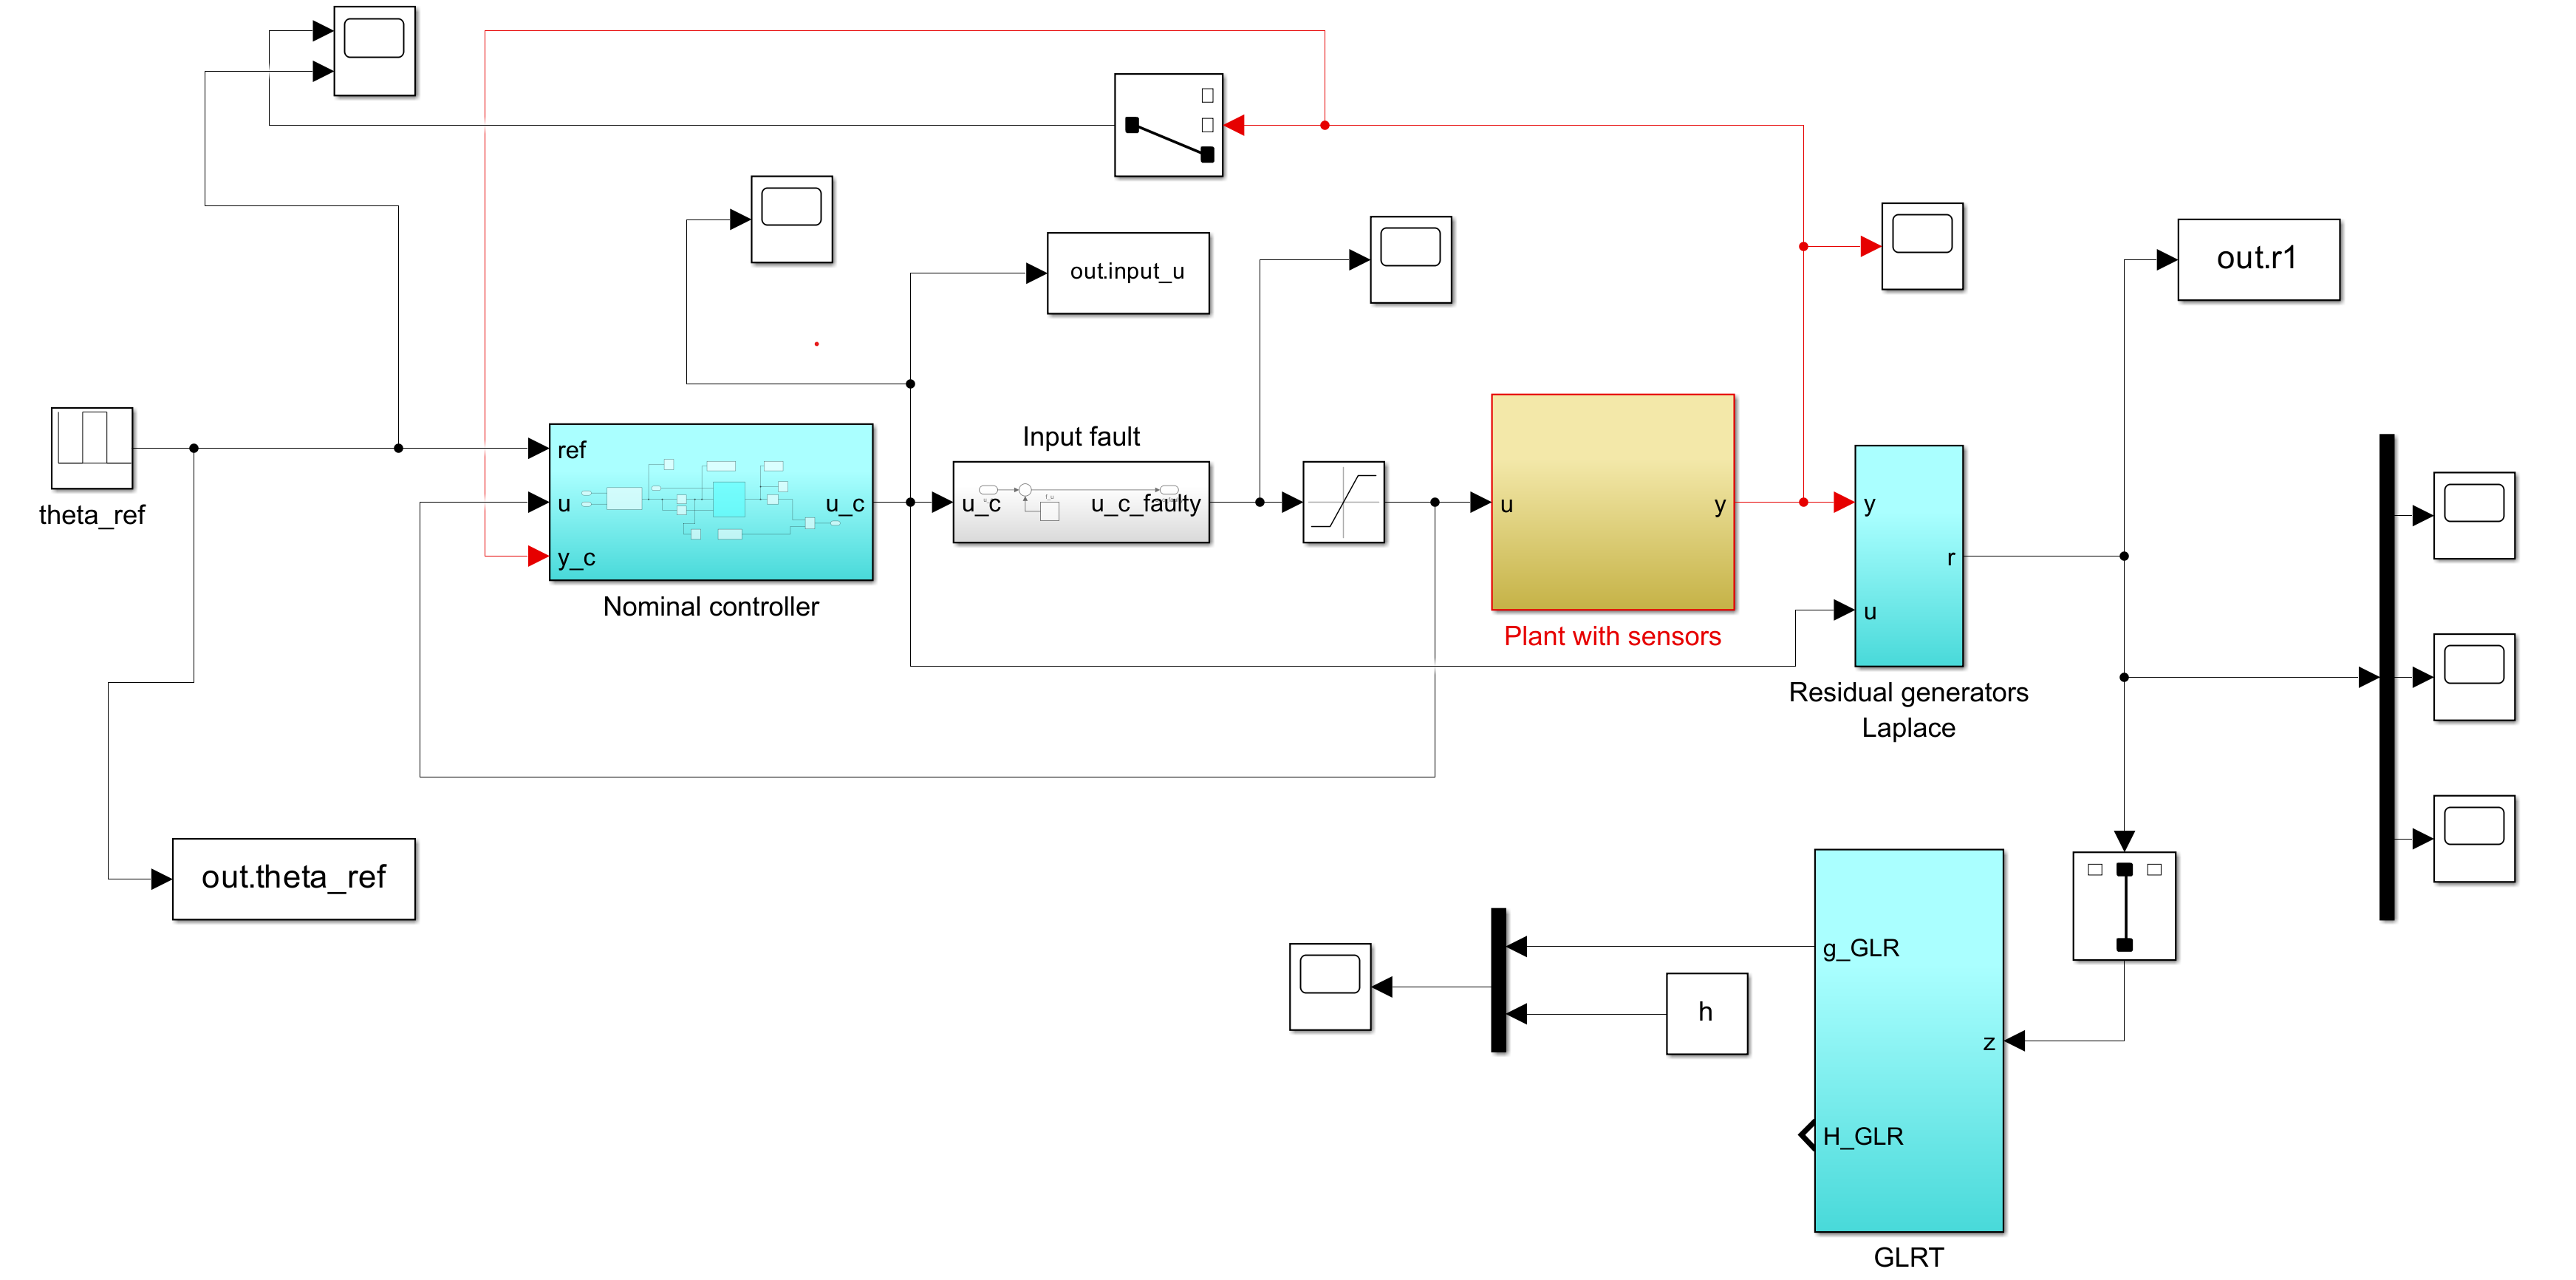 out.input_u
out.r1
theta_ref
ref
u
y_c
u_c
Nominal controller
Input fault
u_c
u_c_faulty
u
y
Plant with sensors
y
u
r
Residual generators
Laplace
out.theta_ref
g_GLR
h
z
H_GLR
GLRT